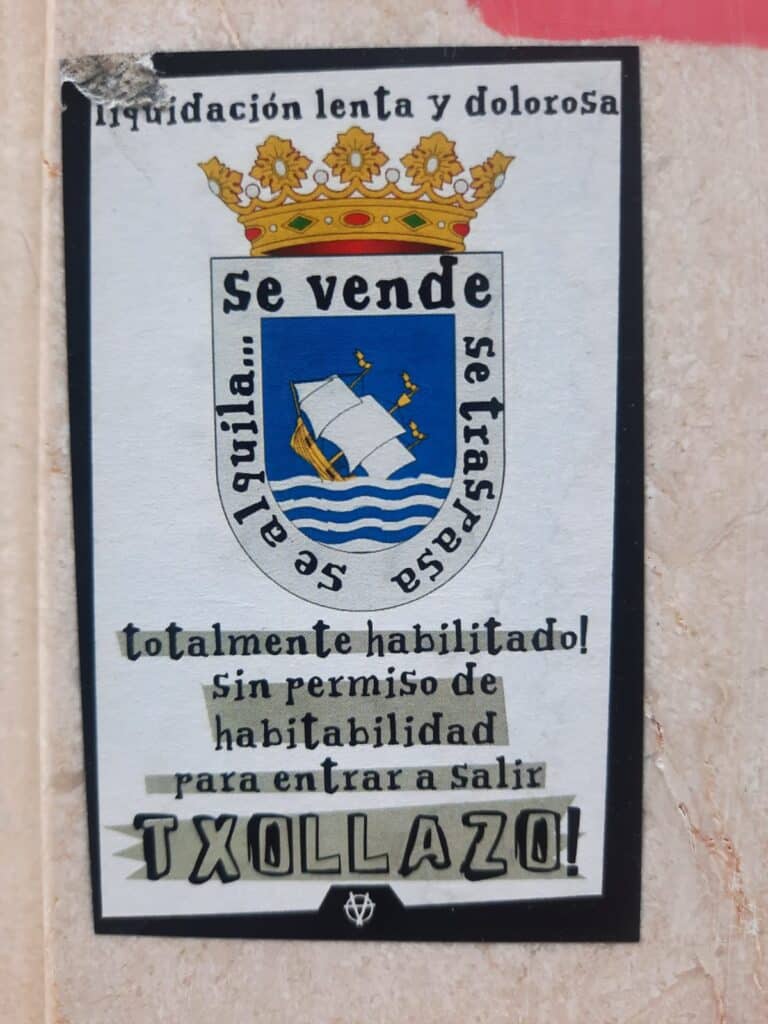 liquidación lenta y dolorosa
se vende
se alquila...
se traspasa
totalmente habilitado!
sin permiso de
habitabilidad
para entrar a salir
TXOLLAZO!